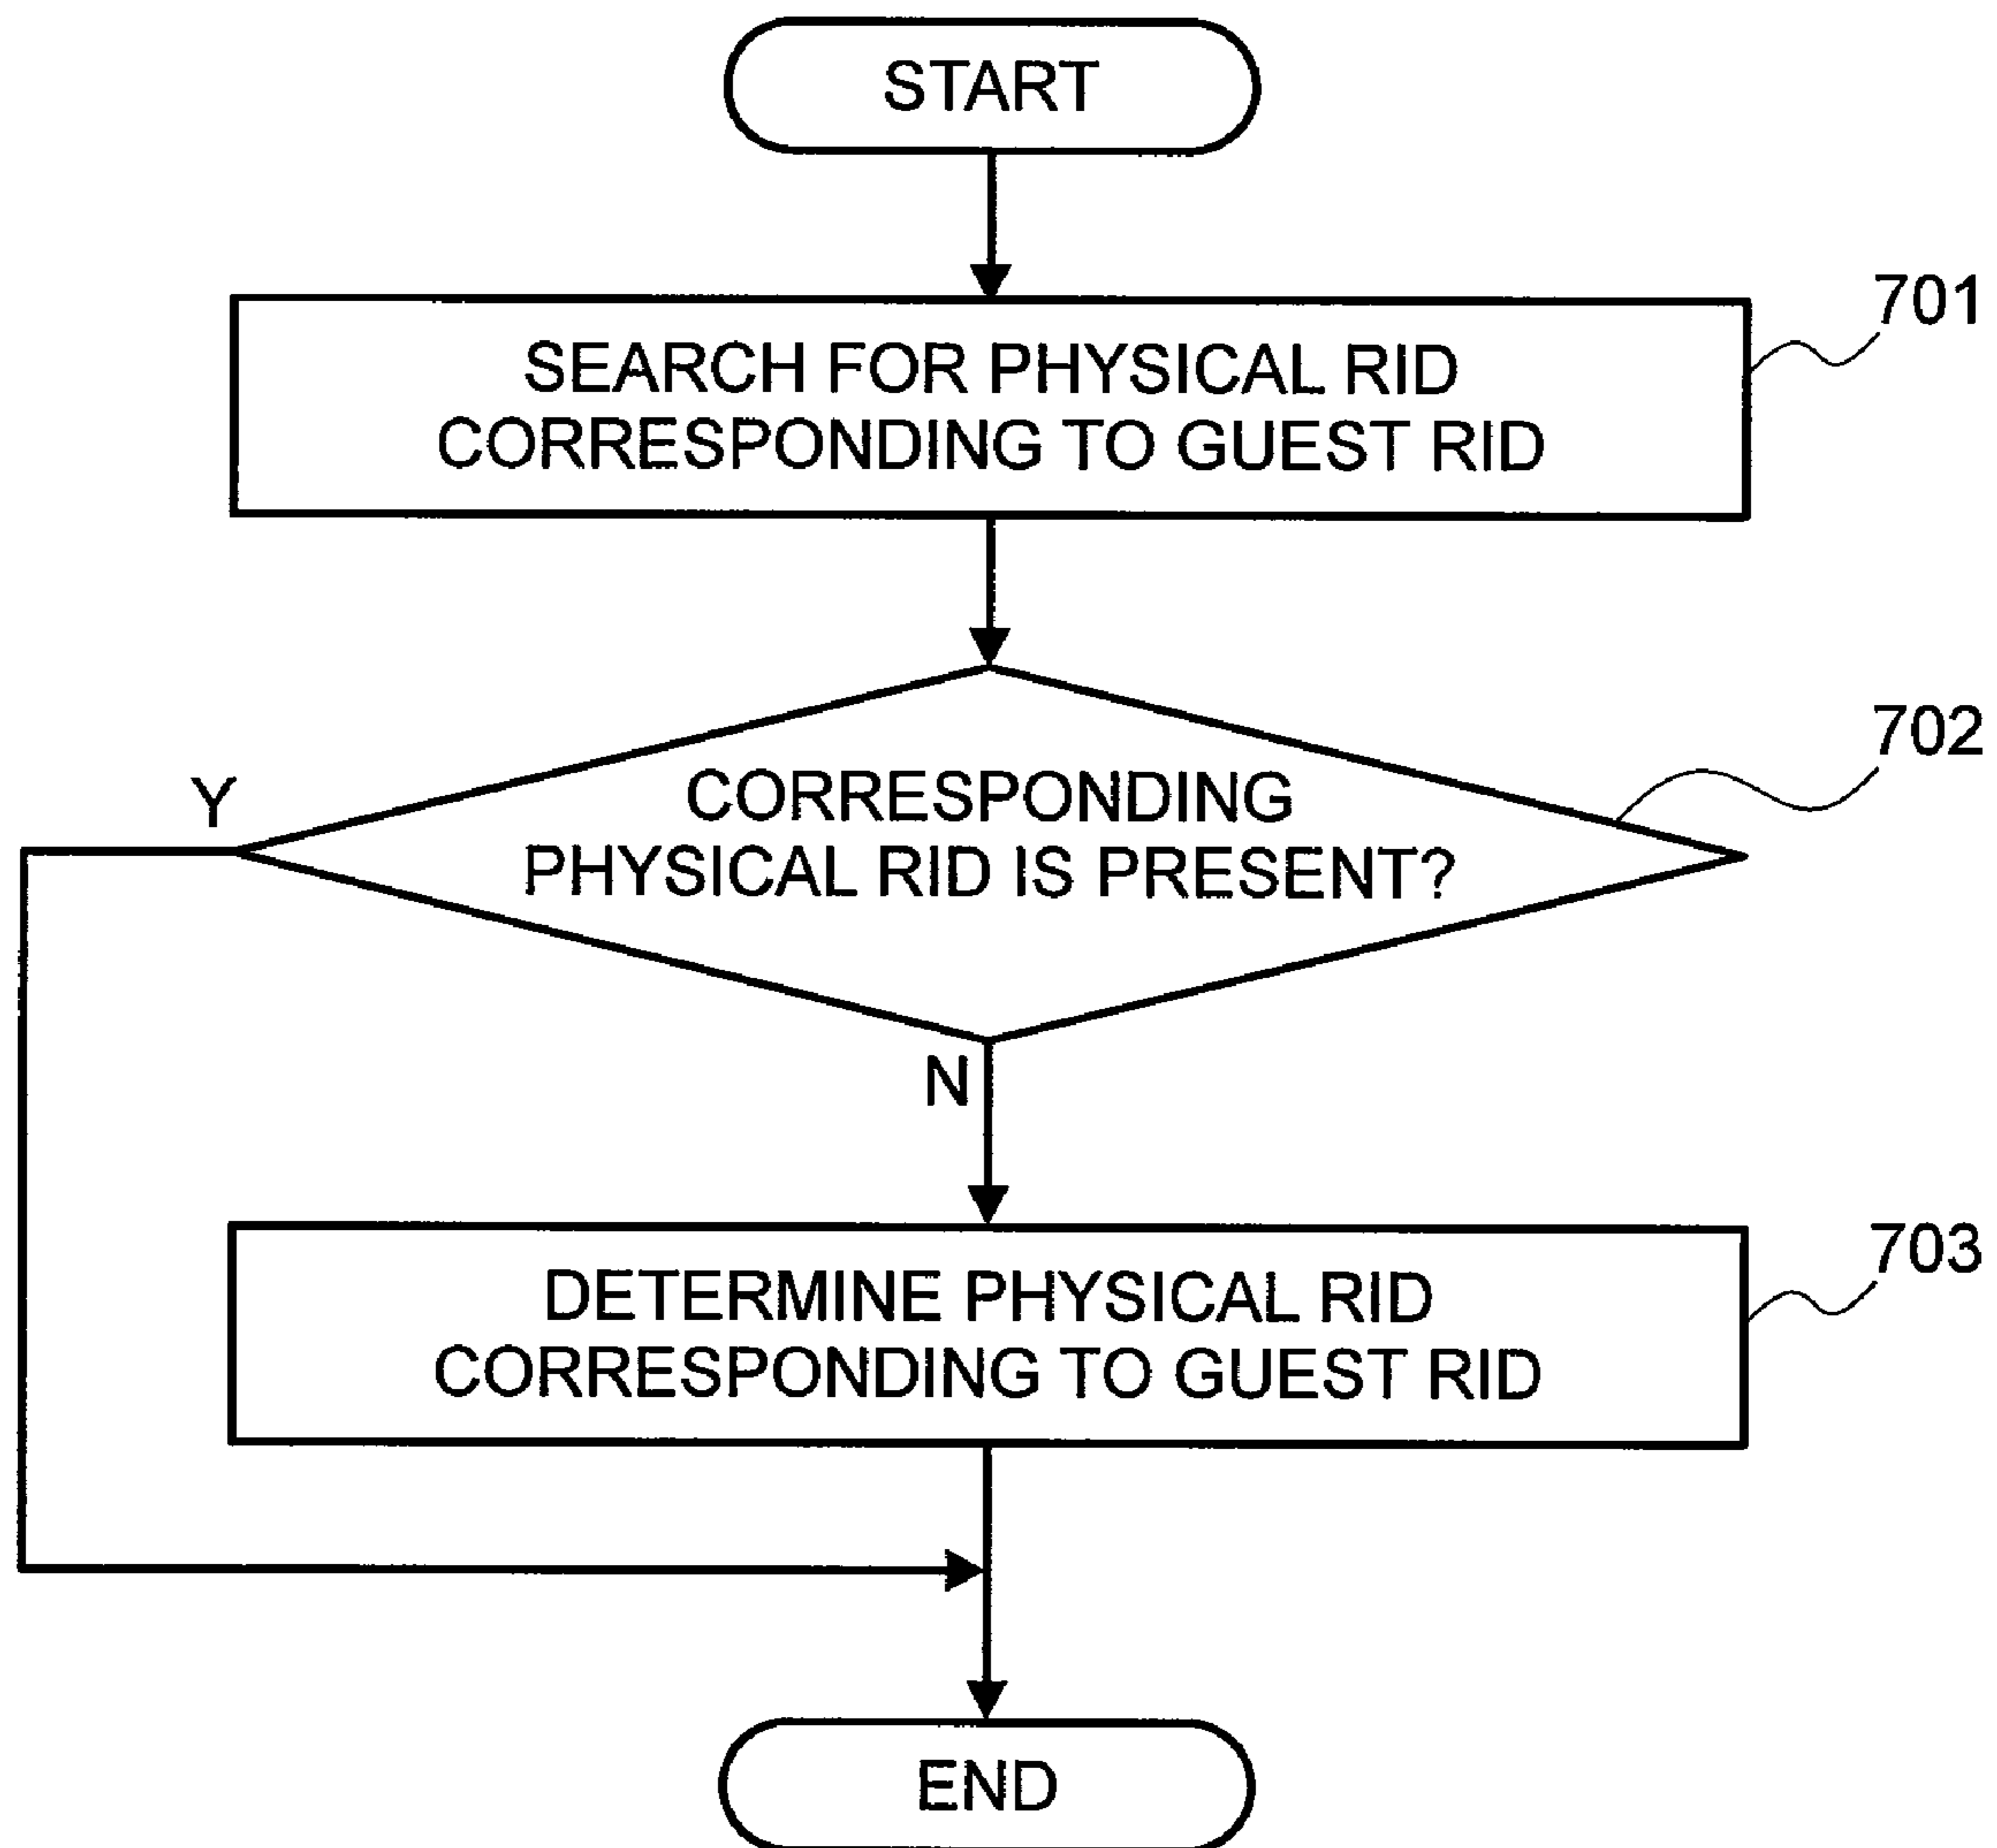 START
701
SEARCH FOR PHYSICAL RID
CORRESPONDING TO GUEST RID
702
Y
CORRESPONDING
PHYSICAL RID IS PRESENT?
N
703
DETERMINE PHYSICAL RID
CORRESPONDING TO GUEST RID
END